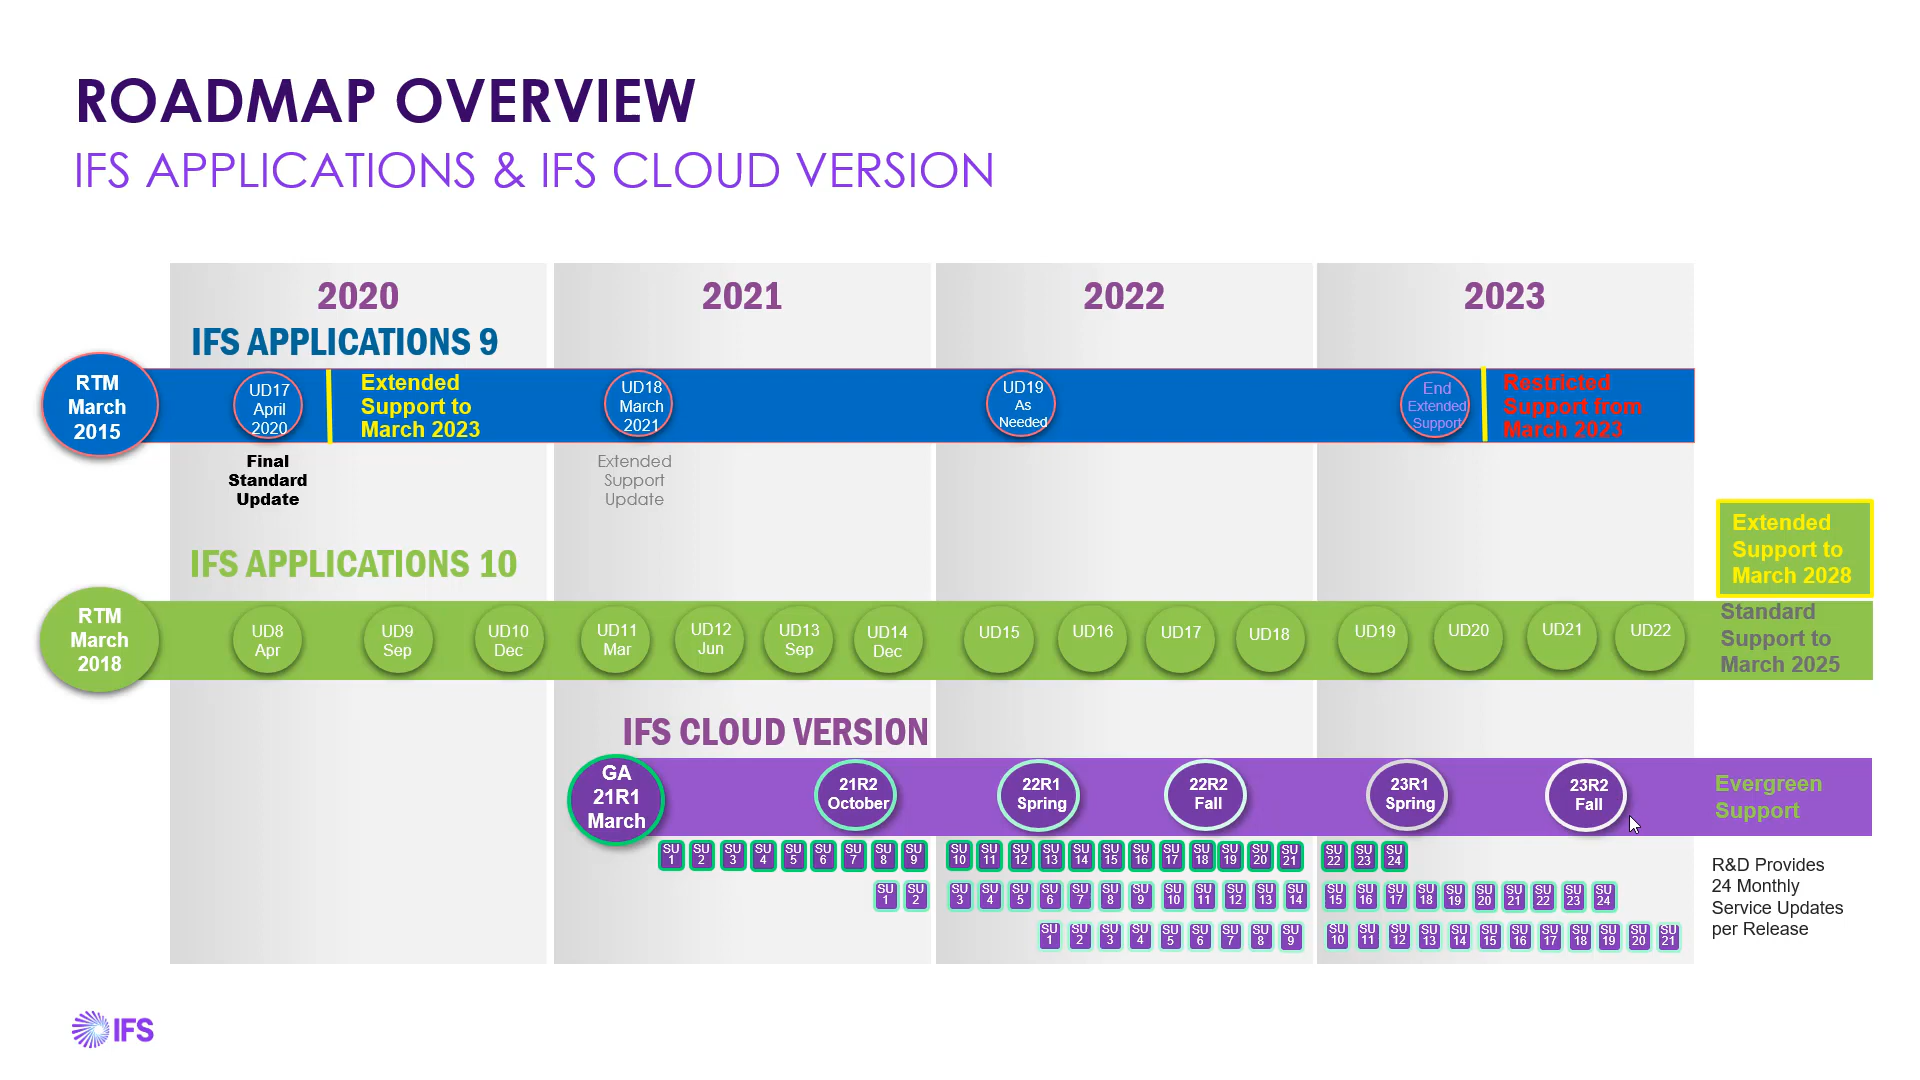 ROADMAP OVERVIEW
IFS APPLICATIONS & IFS CLOUD VERSION
2020
2021
2022
2023
IFS APPLICATIONS 9
RTM
March
2015
UD17
April
2020
Extended
Support to
March 2023
UD18
March
2021
UD19
As
Needed
End
Extended
Support
Restricted
Support from
March 2023
Final
Standard
Update
Extended
Support
Update
Extended
Support to
March 2028
IFS APPLICATIONS 10
RTM
March
2018
UD8
Apr
UD9
Sep
UD10
Dec
UD11
Mar
UD12
Jun
UD13
Sep
UD14
Dec
UD15
UD16
UD17
UD18
UD19
UD20
UD21
UD22
Standard
Support to
March 2025
IFS CLOUD VERSION
GA
21R1
March
21R2
October
22R1
Spring
22R2
Fall
23R1
Spring
23R2
Fall
Evergreen
Support
SU
1
SU
2
SU
3
SU
4
SU
5
SU
6
SU
7
SU
8
SU
9
SU
10
SU
11
SU
12
SU
13
SU
14
SU
15
SU
16
SU
17
SU
18
SU
19
SU
20
SU
21
SU
22
SU
23
SU
24
SU
1
SU
2
SU
3
SU
4
SU
5
SU
6
SU
7
SU
8
SU
9
SU
10
SU
11
SU
12
SU
13
SU
14
SU
15
SU
16
SU
17
SU
18
SU
19
SU
20
SU
21
SU
22
SU
23
SU
24
SU
1
SU
2
SU
3
SU
4
SU
5
SU
6
SU
7
SU
8
SU
9
SU
10
SU
11
SU
12
SU
13
SU
14
SU
15
SU
16
SU
17
SU
18
SU
19
SU
20
SU
21
R&D Provides
24 Monthly
Service Updates
per Release
IFS